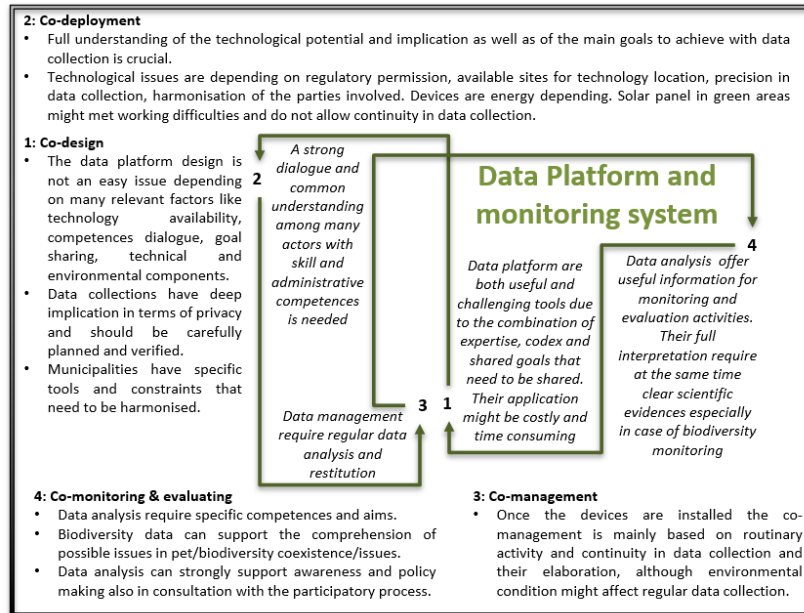 2: Co-deployment
• Full understanding of the technological potential and implication as well as of the main goals to achieve with data
collection is crucial.
• Technological issues are depending on regulatory permission, available sites for technology location, precision in
data collection, harmonisation of the parties involved. Devices are energy depending. Solar panel in green areas
might met working difficulties and do not allow continuity in data collection.
1: Co-design
• The data platform design is
not an easy issue depending
on many relevant factors like
technology availability,
competences dialogue, goal
sharing, technical and
environmental components.
• Data collections have deep
implication in terms of privacy
and should be carefully
planned and verified.
• Municipalities have specific
tools and constraints that
need to be harmonised.
2
A strong
dialogue and
common
understanding
among many
actors with
skill and
administrative
competences
is needed
Data Platform and
monitoring system
4
Data platform are
both useful and
challenging tools due
to the combination of
expertise, codex and
shared goals that
need to be shared.
Their application
might be costly and
time consuming
Data analysis offer
useful information for
monitoring and
evaluation activities.
Their full
interpretation require
at the same time
clear scientific
evidences especially
in case of biodiversity
monitoring
3 1
Data management
require regular data
analysis and
restitution
4: Co-monitoring & evaluating
• Data analysis require specific competences and aims.
• Biodiversity data can support the comprehension of
possible issues in pet/biodiversity coexistence/issues.
• Data analysis can strongly support awareness and policy
making also in consultation with the participatory process.
3: Co-management
• Once the devices are installed the co-
management is mainly based on routinary
activity and continuity in data collection and
their elaboration, although environmental
condition might affect regular data collection.